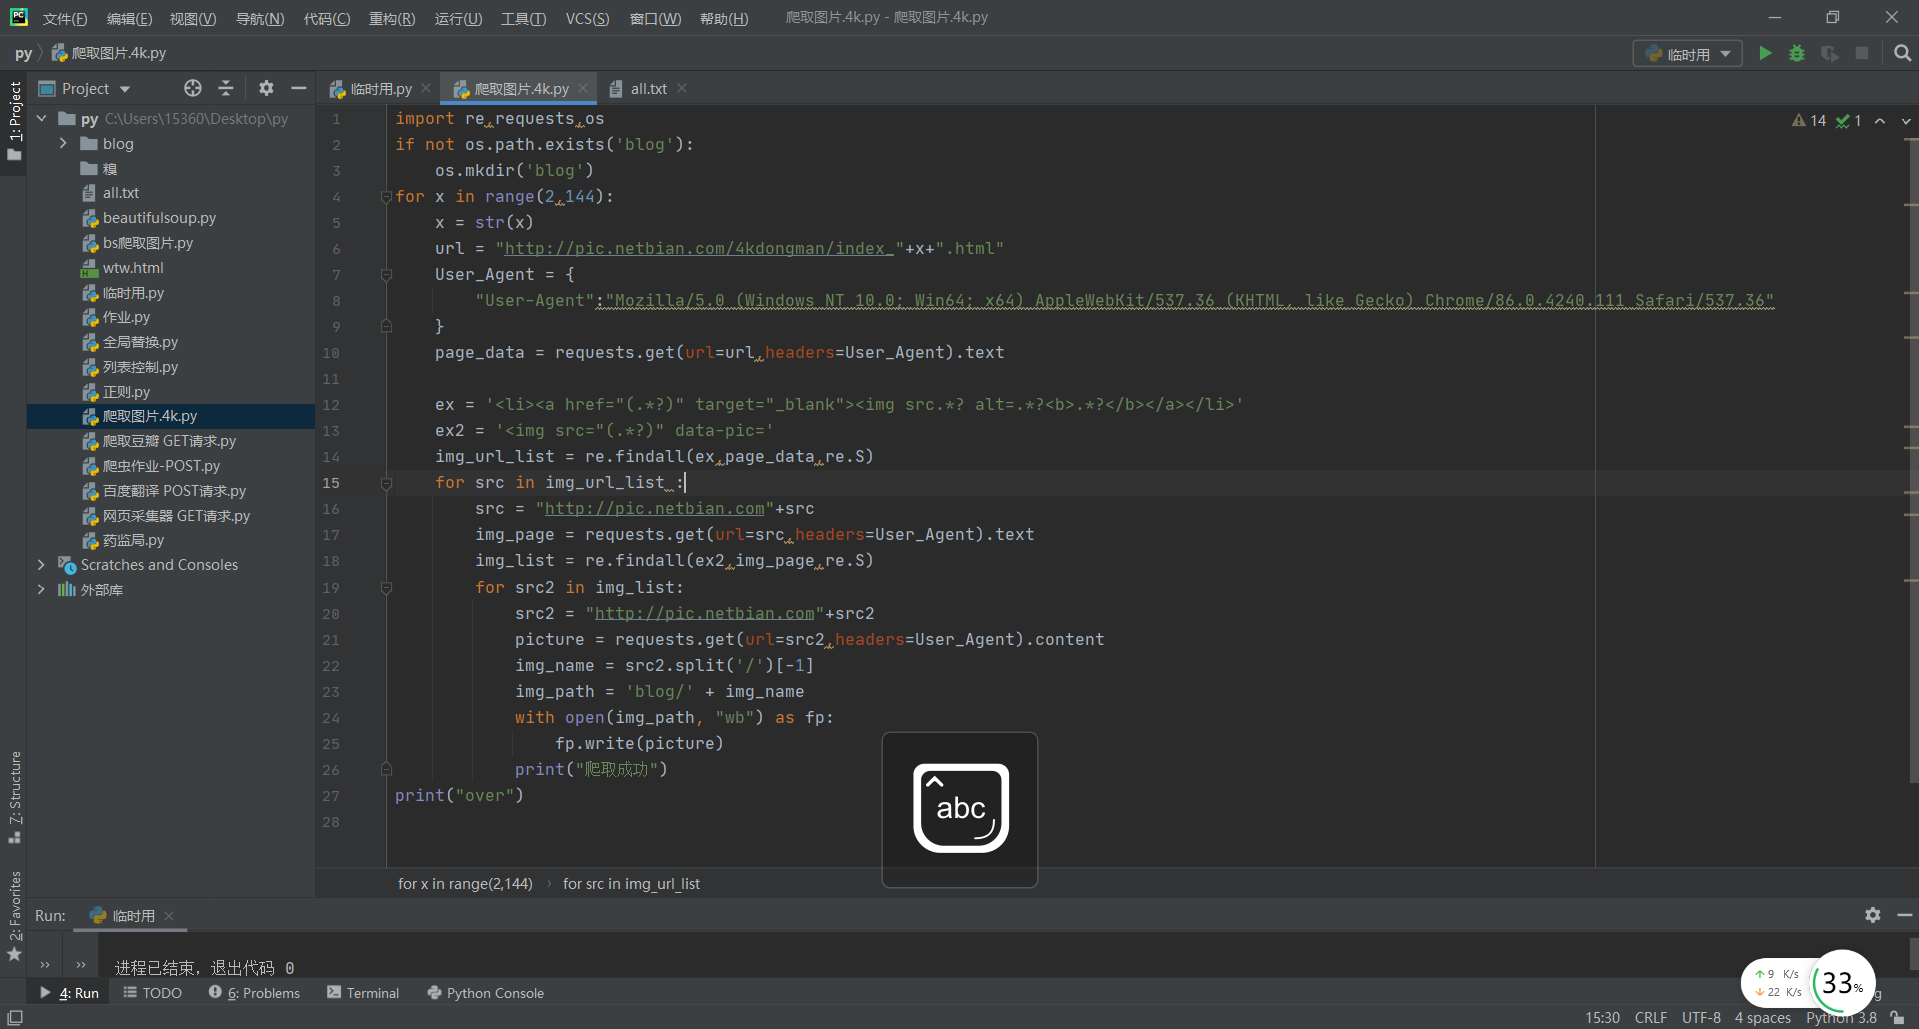 文件(F) 编辑(E) 视图(V) 导航(N) 代码(C) 重构(R) 运行(U) 工具(T) VCS(S) 窗口(W) 帮助(H) 爬取图片.4k.py - 爬取图片.4k.py
py 爬取图片.4k.py 临时用
1: Project
Project
临时用.py 爬取图片.4k.py all.txt
py C:\Users\15360\Desktop\py
blog
糗
all.txt
beautifulsoup.py
bs爬取图片.py
wtw.html
临时用.py
作业.py
全局替换.py
列表控制.py
正则.py
爬取图片.4k.py
爬取豆瓣 GET请求.py
爬虫作业-POST.py
百度翻译 POST请求.py
网页采集器 GET请求.py
药监局.py
Scratches and Consoles
外部库
14 1
1 import re,requests,os
2 if not os.path.exists('blog'):
3 os.mkdir('blog')
4 for x in range(2,144):
5 x = str(x)
6 url = "http://pic.netbian.com/4kdongman/index_"+x+".html"
7 User_Agent = {
8 "User-Agent":"Mozilla/5.0 (Windows NT 10.0; Win64; x64) AppleWebKit/537.36 (KHTML, like Gecko) Chrome/86.0.4240.111 Safari/537.36"
9 }
10 page_data = requests.get(url=url,headers=User_Agent).text
11
12 ex = '<li><a href="(.*?)" target="_blank"><img src.*? alt=.*?<b>.*?</b></a></li>'
13 ex2 = '<img src="(.*?)" data-pic='
14 img_url_list = re.findall(ex,page_data,re.S)
15 for src in img_url_list :
16 src = "http://pic.netbian.com"+src
17 img_page = requests.get(url=src,headers=User_Agent).text
18 img_list = re.findall(ex2,img_page,re.S)
19 for src2 in img_list:
20 src2 = "http://pic.netbian.com"+src2
21 picture = requests.get(url=src2,headers=User_Agent).content
22 img_name = src2.split('/')[-1]
23 img_path = 'blog/' + img_name
24 with open(img_path, "wb") as fp:
25 fp.write(picture)
26 print("爬取成功")
27 print("over")
28
abc
for x in range(2,144) › for src in img_url_list
7: Structure
2: Favorites
Run: 临时用
进程已结束，退出代码 0
4: Run TODO 6: Problems Terminal Python Console
9 K/s
22 K/s
33%
15:30 CRLF UTF-8 4 spaces Python 3.8